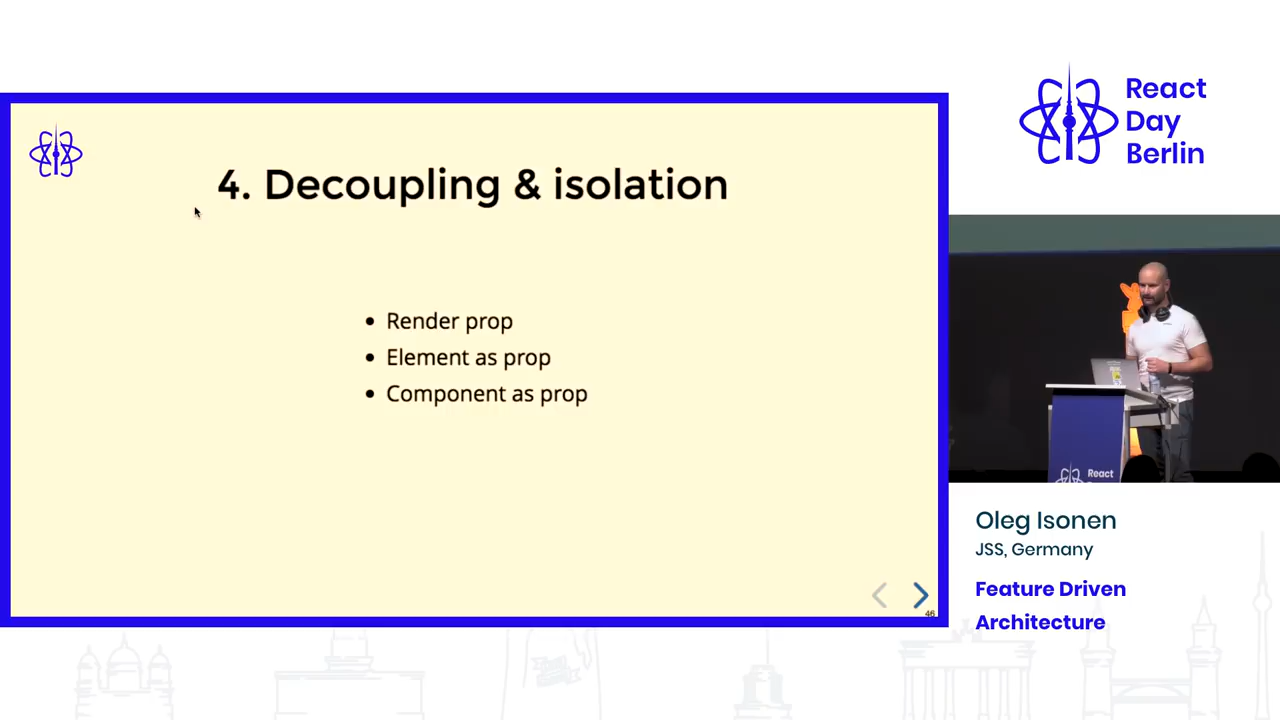 4. Decoupling & isolation
• Render prop
• Element as prop
• Component as prop
46
React
Day
Berlin
React
Oleg Isonen
JSS, Germany
Feature Driven
Architecture